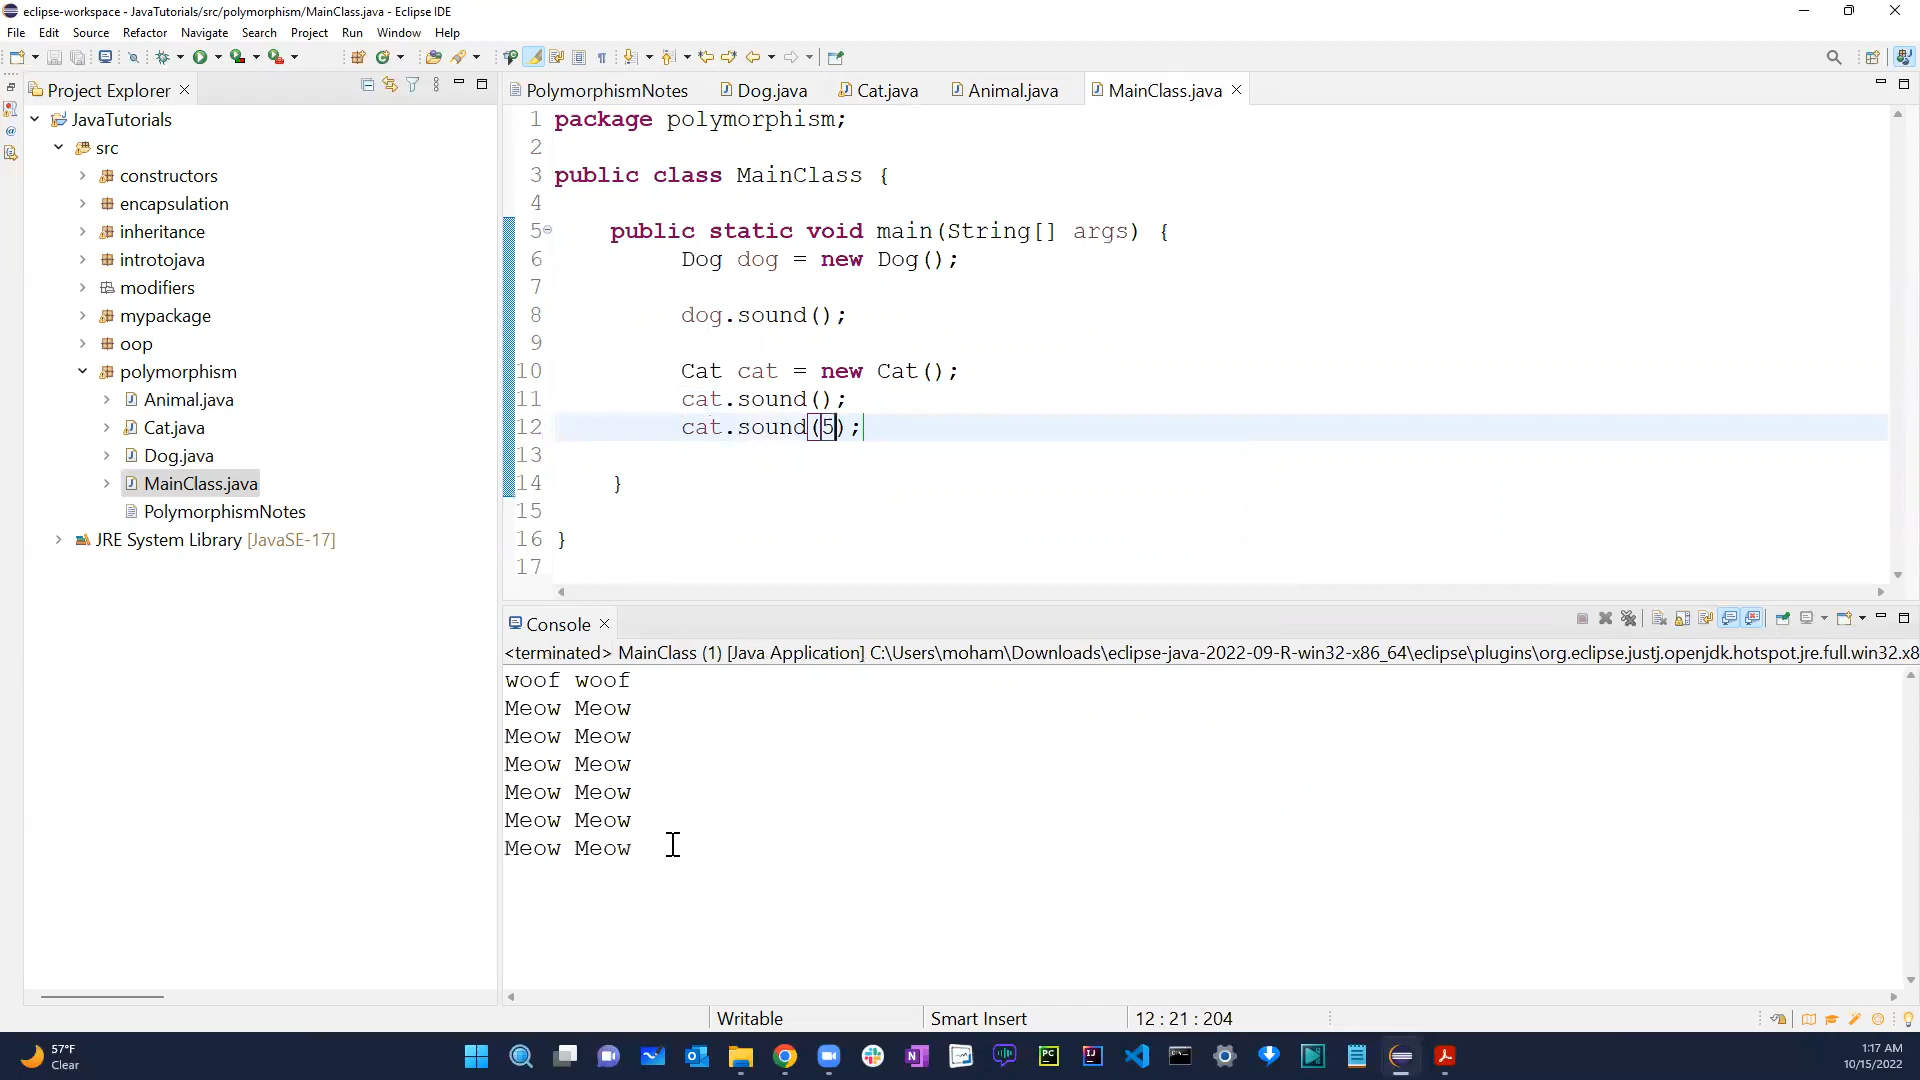 eclipse-workspace - JavaTutorials/src/polymorphism/MainClass.java - Eclipse IDE
File Edit Source Refactor Navigate Search Project Run Window Help
Project Explorer
JavaTutorials
src
constructors
encapsulation
inheritance
introtojava
modifiers
mypackage
oop
polymorphism
Animal.java
Cat.java
Dog.java
MainClass.java
PolymorphismNotes
JRE System Library [JavaSE-17]
PolymorphismNotes Dog.java Cat.java Animal.java MainClass.java
1 package polymorphism;
2
3 public class MainClass {
4
5 public static void main(String[] args) {
6 Dog dog = new Dog();
7
8 dog.sound();
9
10 Cat cat = new Cat();
11 cat.sound();
12 cat.sound(5);
13
14 }
15
16 }
17
Console
<terminated> MainClass (1) [Java Application] C:\Users\moham\Downloads\eclipse-java-2022-09-R-win32-x86_64\eclipse\plugins\org.eclipse.justj.openjdk.hotspot.jre.full.win32.x8
woof woof
Meow Meow
Meow Meow
Meow Meow
Meow Meow
Meow Meow
Meow Meow
Writable Smart Insert 12 : 21 : 204
57°F
Clear
PC
IJ
1:17 AM
10/15/2022